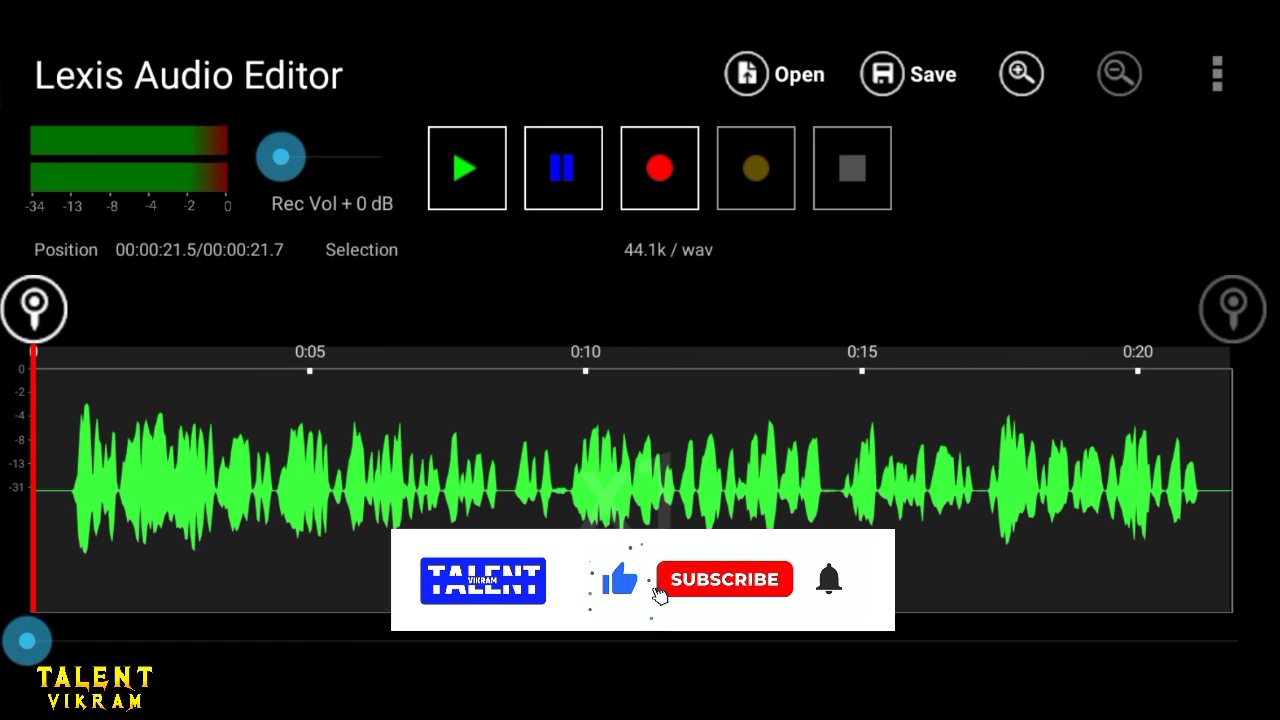 Lexis Audio Editor
Open
Save
-34 -13 -8 -4 -2 0
Rec Vol + 0 dB
Position 00:00:21.5/00:00:21.7 Selection 44.1k / wav
0 0:05 0:10 0:15 0:20
0
-2
-4
-8
-13
-31
TALENT
VIKRAM
SUBSCRIBE
TALENT
VIKRAM